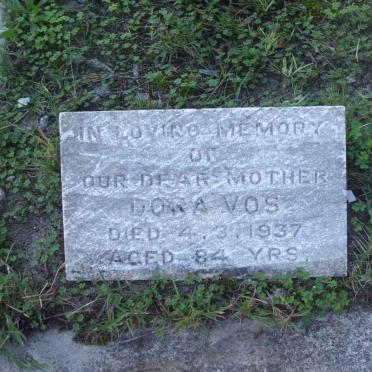 IN LOVING MEMORY
OF
OUR DEAR MOTHER
DORA VOS
DIED 4.3.1937
AGED 84 YRS.